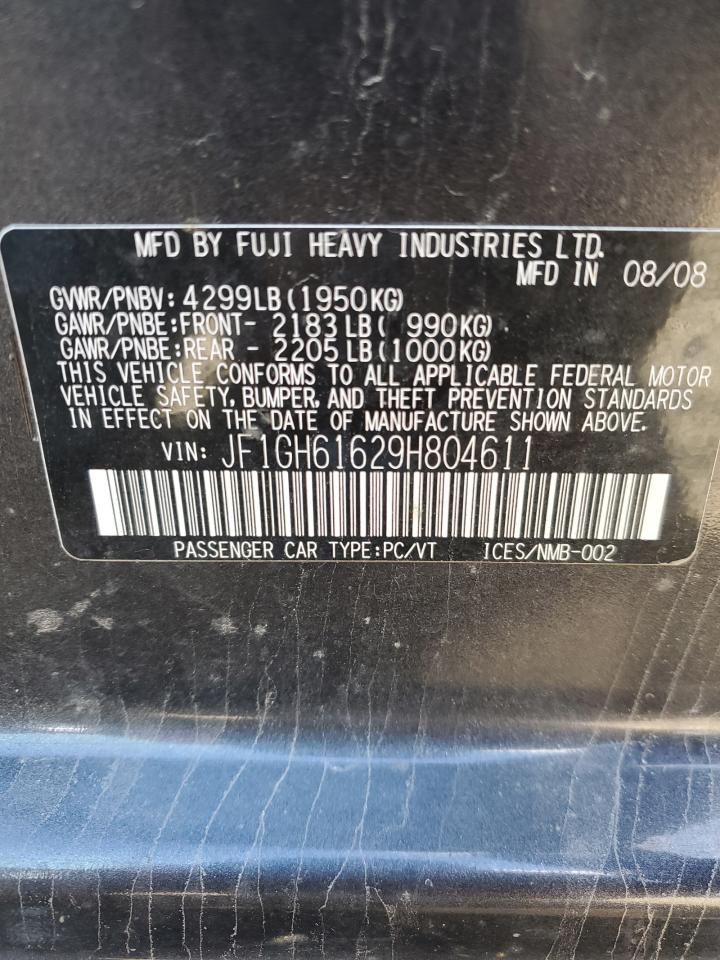 MFD BY FUJI HEAVY INDUSTRIES LTD.
MFD IN 08/08
GVWR/PNBV: 4299LB(1950KG)
GAWR/PNBE:FRONT- 2183LB( 990KG)
GAWR/PNBE:REAR - 2205LB(1000KG)
THIS VEHICLE CONFORMS TO ALL APPLICABLE FEDERAL MOTOR
VEHICLE SAFETY, BUMPER, AND THEFT PREVENTION STANDARDS
IN EFFECT ON THE DATE OF MANUFACTURE SHOWN ABOVE.
VIN: JF1GH61629H804611
PASSENGER CAR TYPE:PC/VT ICES/NMB-002